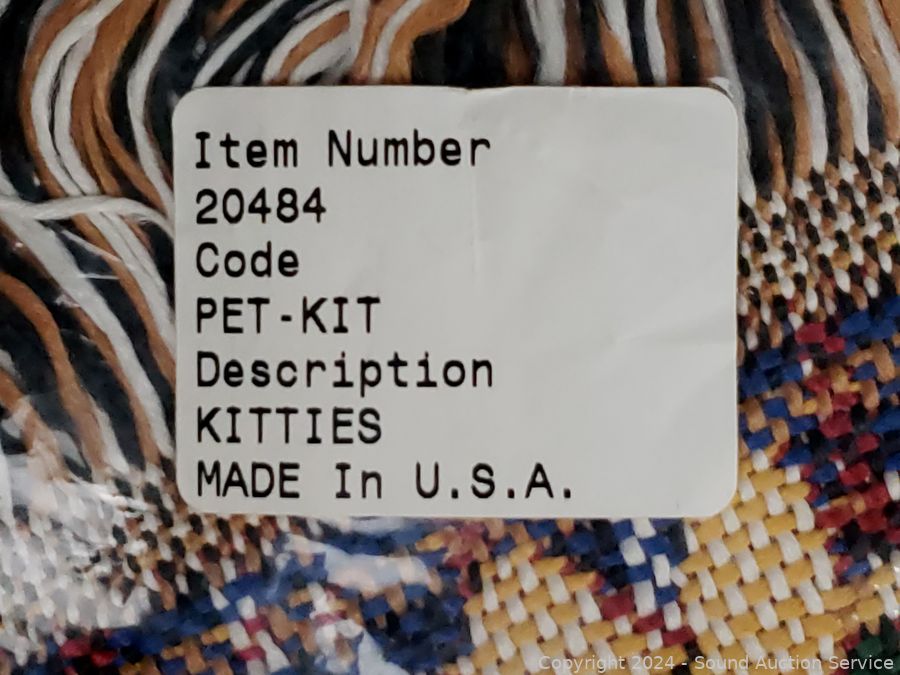 Item Number
20484
Code
PET-KIT
Description
KITTIES
MADE In U.S.A.
Copyright 2024 - Sound Auction Service